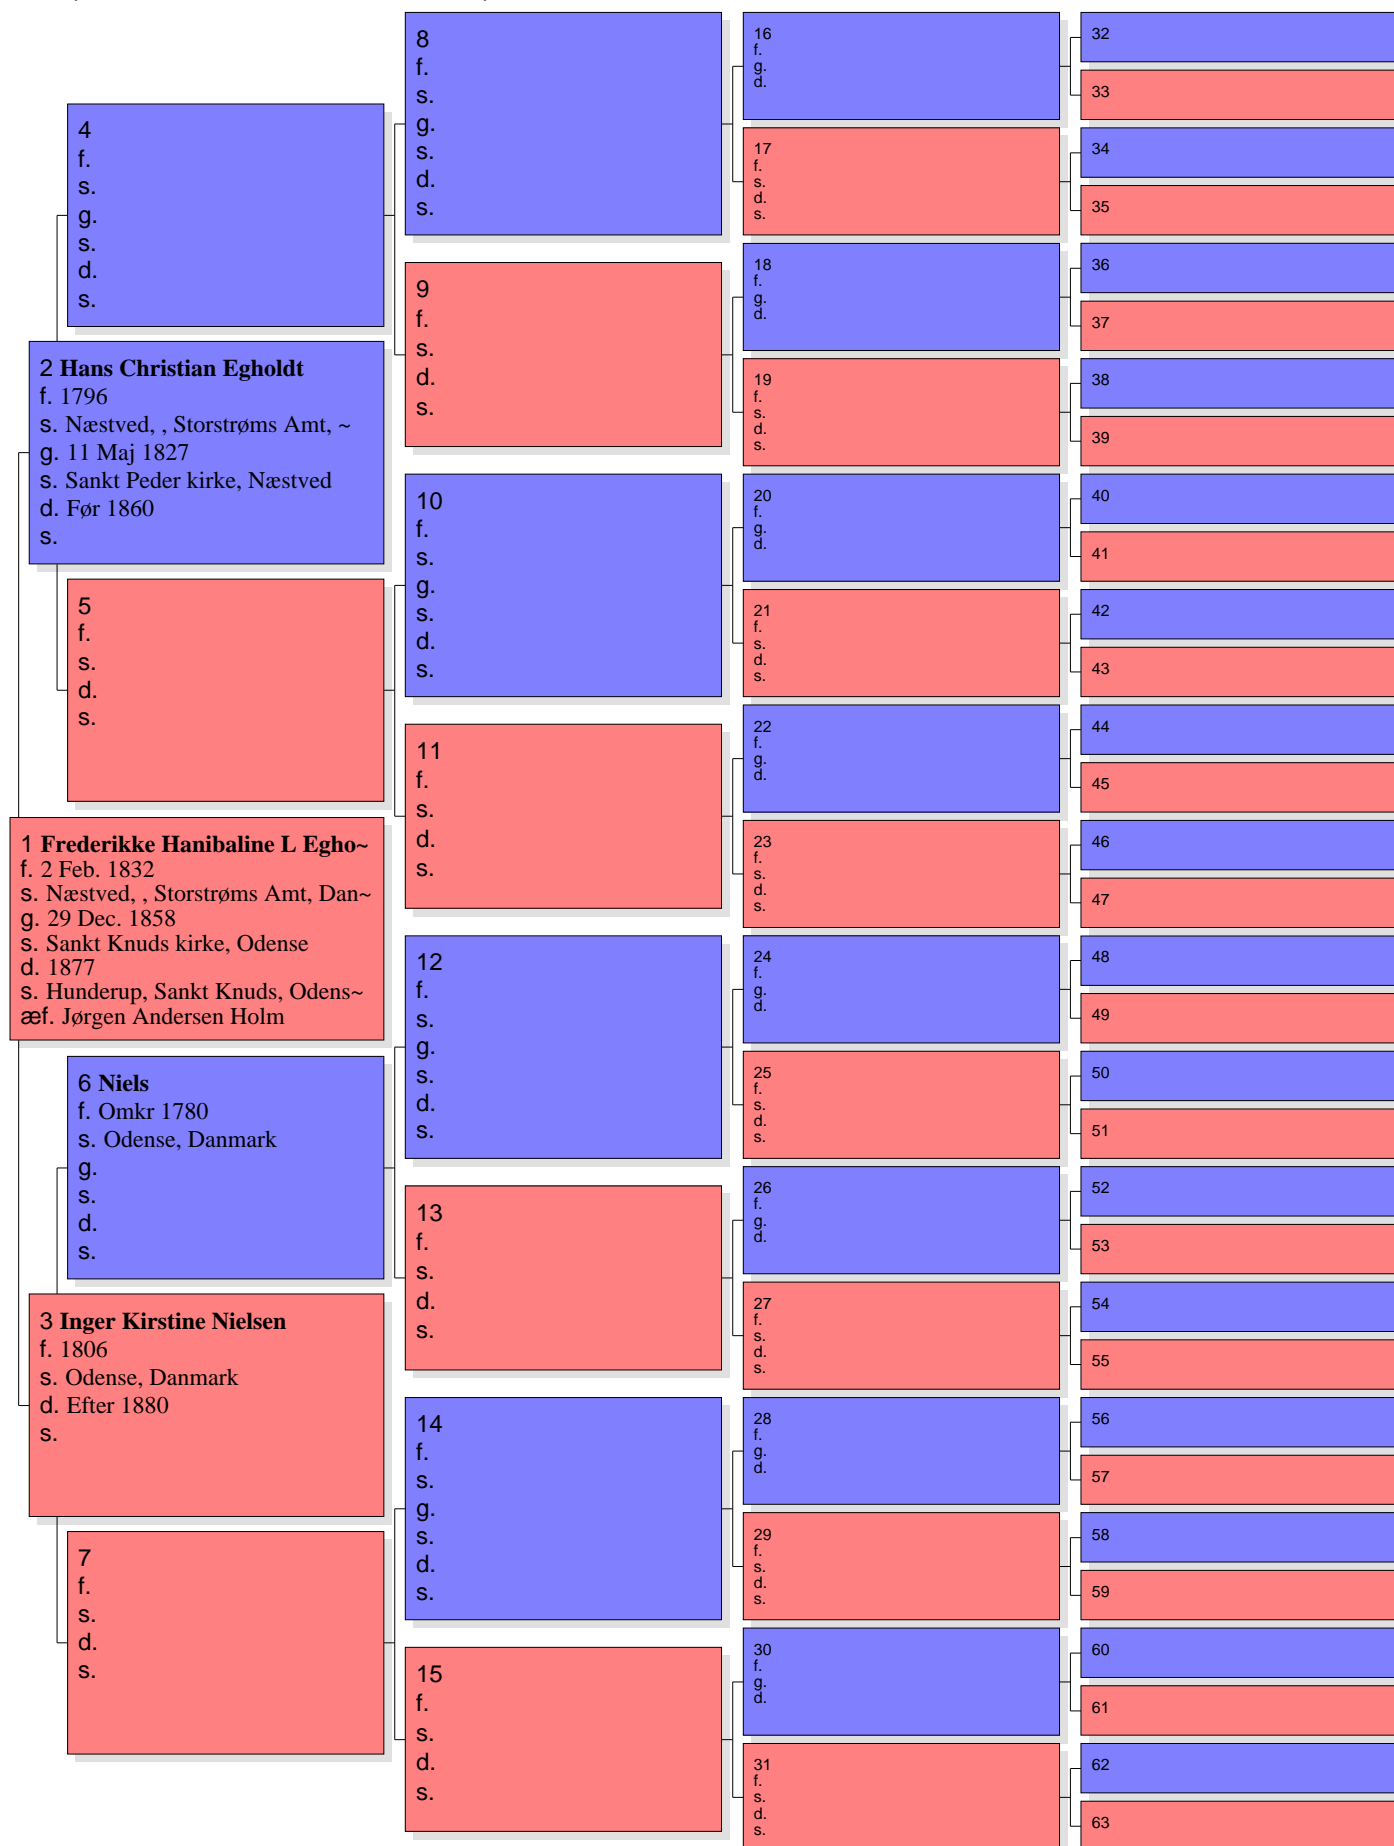 8
f.
s.
g.
s.
d.
s.
16
f.
g.
d.
32
33
4
f.
s.
g.
s.
d.
s.
17
f.
s.
d.
s.
34
35
9
f.
s.
d.
s.
18
f.
g.
d.
36
37
2 Hans Christian Egholdt
f. 1796
s. Næstved, , Storstrøms Amt, ~
g. 11 Maj 1827
s. Sankt Peder kirke, Næstved
d. Før 1860
s.
19
f.
s.
d.
s.
38
39
10
f.
s.
g.
s.
d.
s.
20
f.
g.
d.
40
41
5
f.
s.
d.
s.
21
f.
s.
d.
s.
42
43
11
f.
s.
d.
s.
22
f.
g.
d.
44
45
1 Frederikke Hanibaline L Egho~
f. 2 Feb. 1832
s. Næstved, , Storstrøms Amt, Dan~
g. 29 Dec. 1858
s. Sankt Knuds kirke, Odense
d. 1877
s. Hunderup, Sankt Knuds, Odens~
æf. Jørgen Andersen Holm
23
f.
s.
d.
s.
46
47
12
f.
s.
g.
s.
d.
s.
24
f.
g.
d.
48
49
6 Niels
f. Omkr 1780
s. Odense, Danmark
g.
s.
d.
s.
25
f.
s.
d.
s.
50
51
13
f.
s.
d.
s.
26
f.
g.
d.
52
53
3 Inger Kirstine Nielsen
f. 1806
s. Odense, Danmark
d. Efter 1880
s.
27
f.
s.
d.
s.
54
55
14
f.
s.
g.
s.
d.
s.
28
f.
g.
d.
56
57
7
f.
s.
d.
s.
29
f.
s.
d.
s.
58
59
15
f.
s.
d.
s.
30
f.
g.
d.
60
61
31
f.
s.
d.
s.
62
63